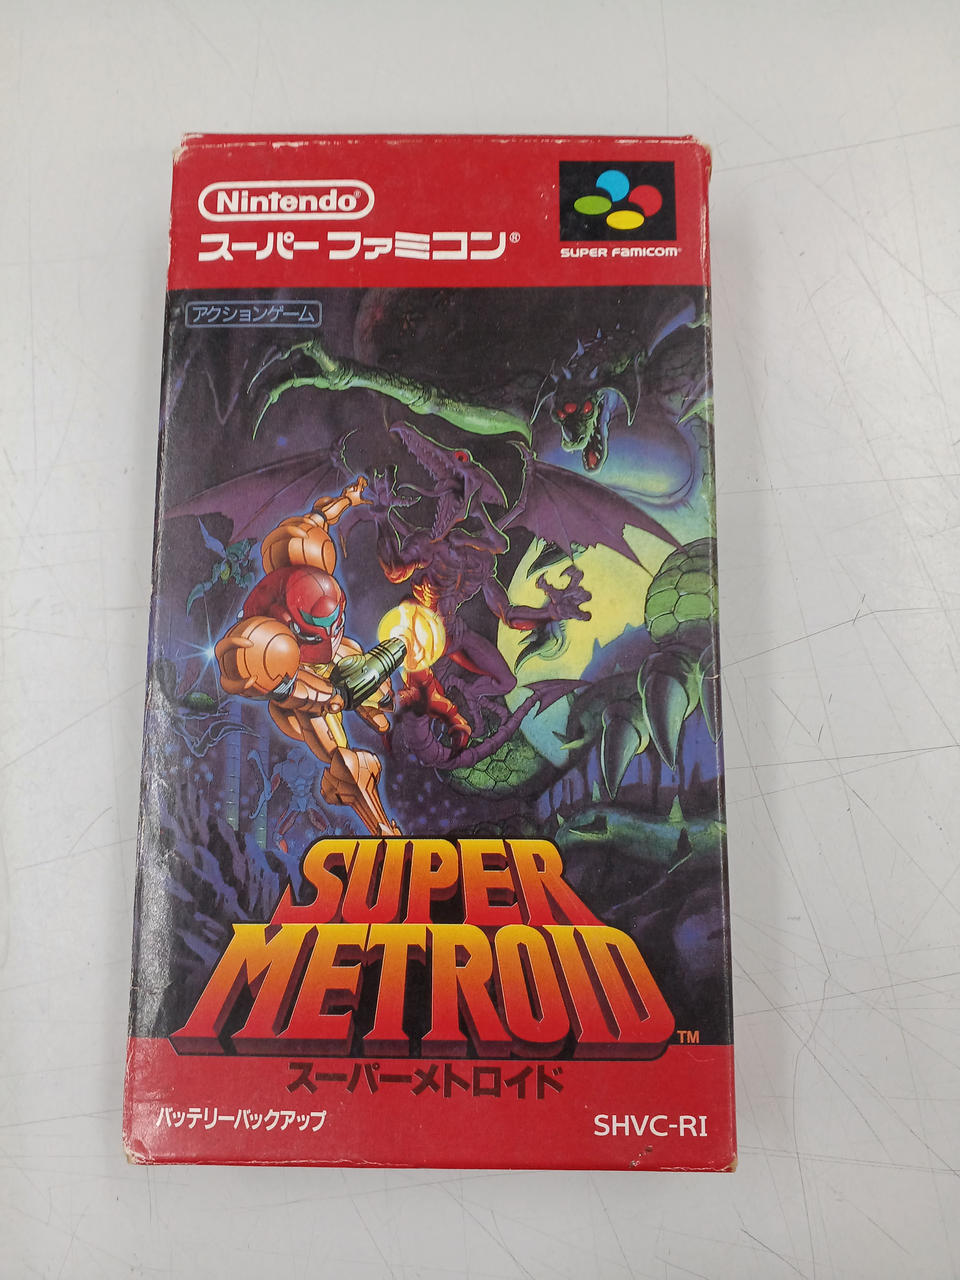 Nintendo®
スーパーファミコン®
SUPER FAMICOM®
アクションゲーム
SUPER
METROID™
スーパーメトロイド
バッテリーバックアップ
SHVC-RI